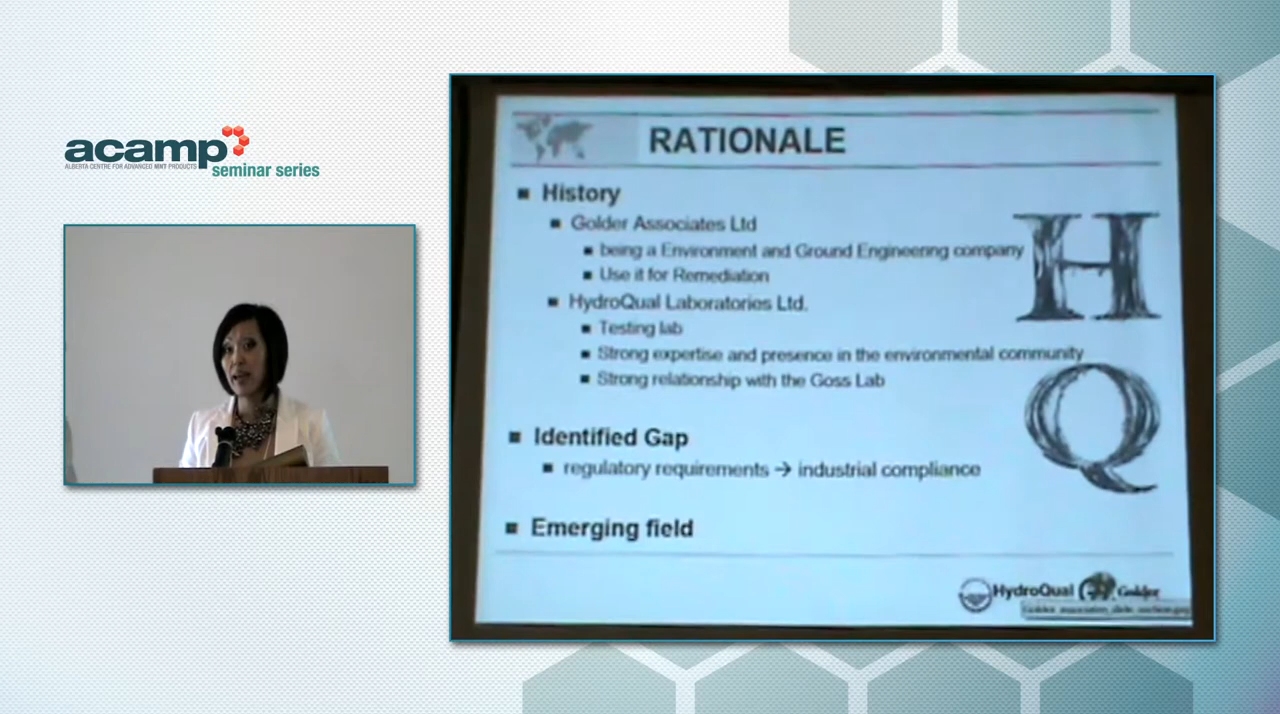 acamp
ALBERTA CENTRE FOR ADVANCED MNT PRODUCTS
seminar series
RATIONALE
History
Golder Associates Ltd
being a Environment and Ground Engineering company
Use it for Remediation
HydroQual Laboratories Ltd.
Testing lab
Strong expertise and presence in the environmental community
Strong relationship with the Goss Lab
Identified Gap
regulatory requirements → industrial compliance
Emerging field
H
Q
HydroQual Golder